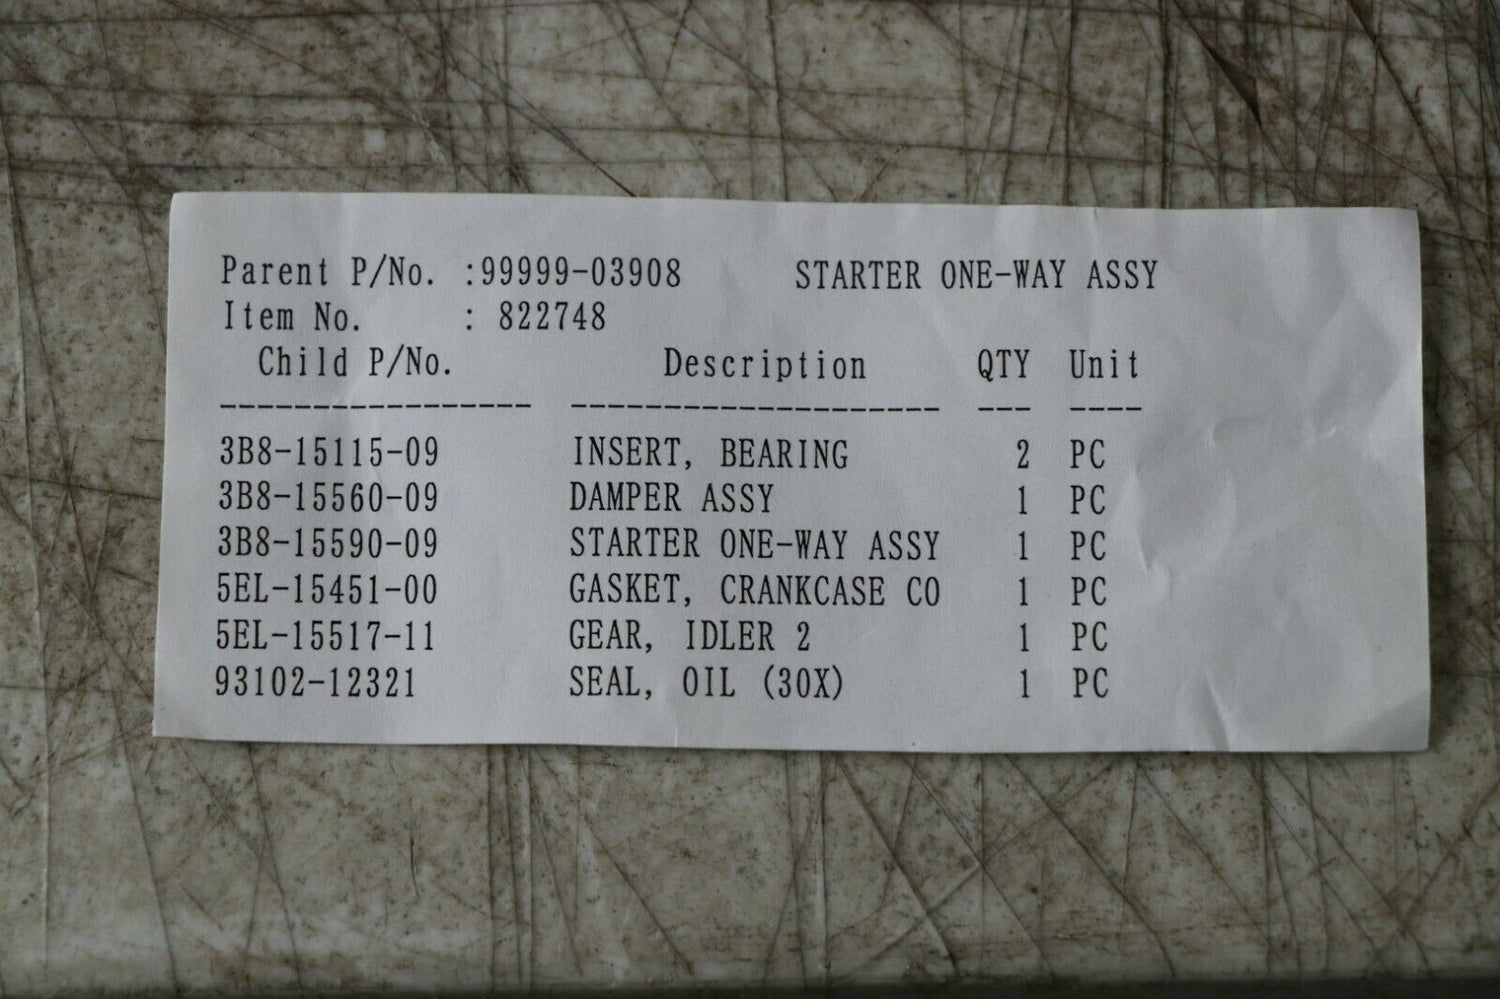 Parent P/No. :99999-03908 STARTER ONE-WAY ASSY
Item No. : 822748
Child P/No. Description QTY Unit
----------------- -------------------- --- ----
3B8-15115-09 INSERT, BEARING 2 PC
3B8-15560-09 DAMPER ASSY 1 PC
3B8-15590-09 STARTER ONE-WAY ASSY 1 PC
5EL-15451-00 GASKET, CRANKCASE CO 1 PC
5EL-15517-11 GEAR, IDLER 2 1 PC
93102-12321 SEAL, OIL (30X) 1 PC